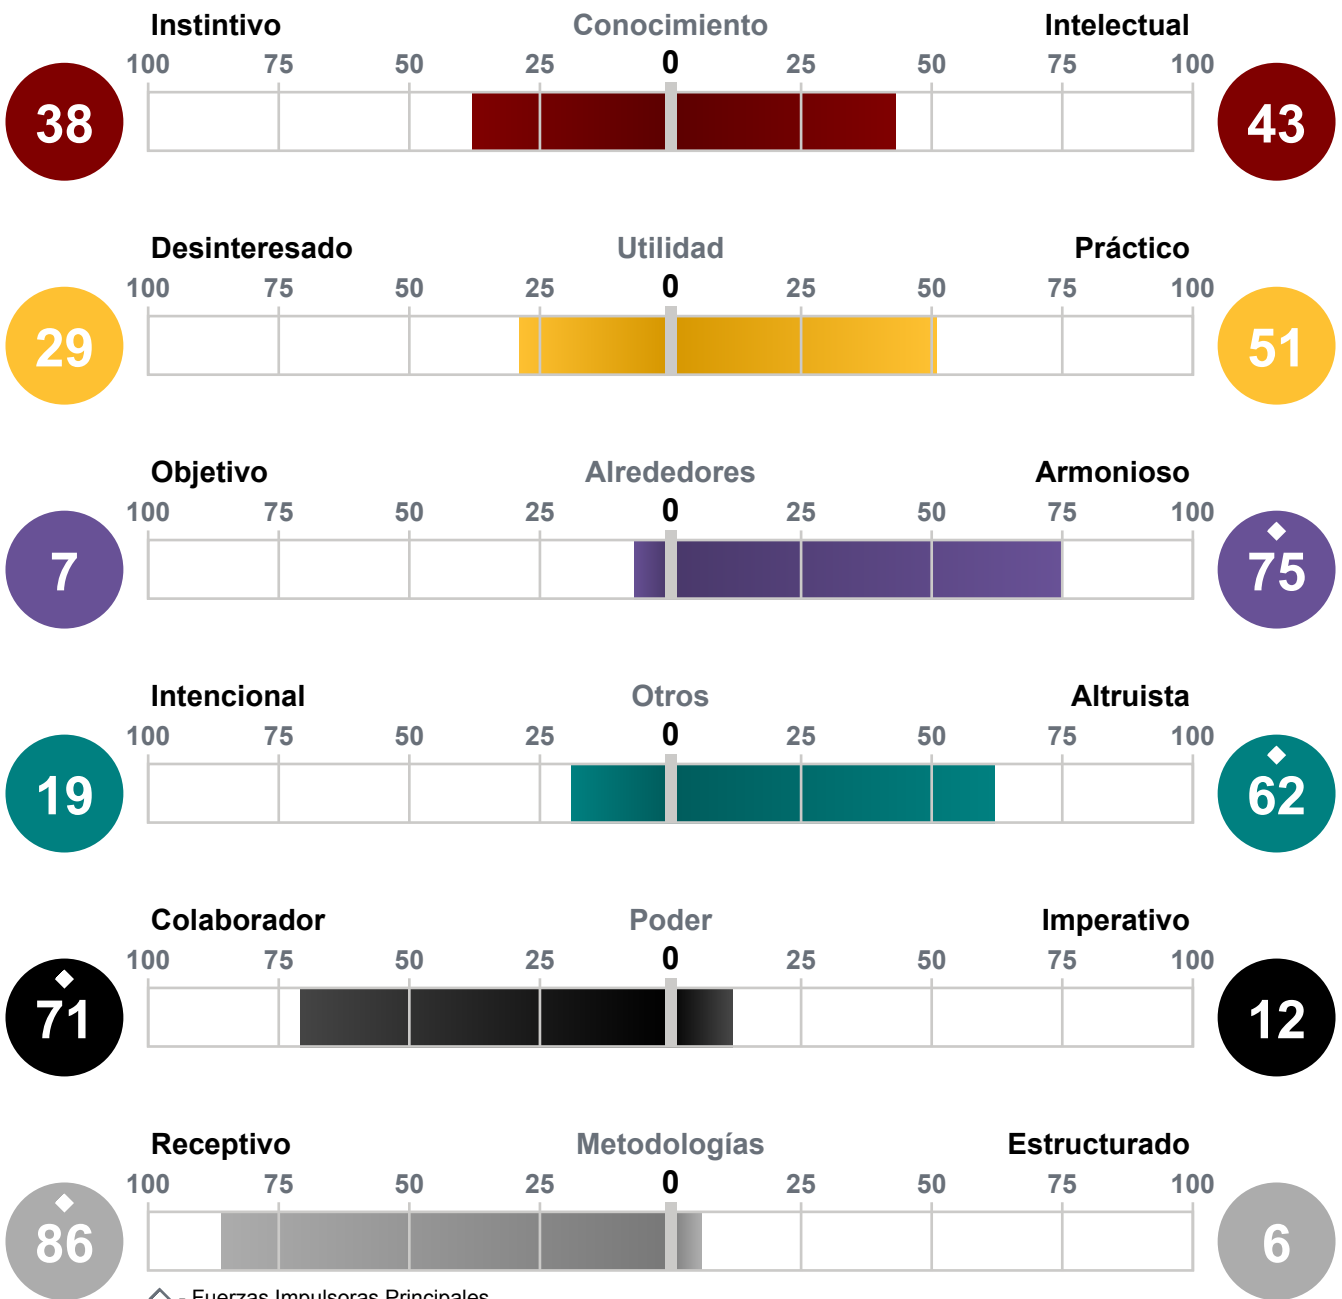 Instintivo Conocimiento Intelectual
100 75 50 25 0 25 50 75 100
38 43
Desinteresado Utilidad Práctico
100 75 50 25 0 25 50 75 100
29 51
Objetivo Alrededores Armonioso
100 75 50 25 0 25 50 75 100
7 75
Intencional Otros Altruista
100 75 50 25 0 25 50 75 100
19 62
Colaborador Poder Imperativo
100 75 50 25 0 25 50 75 100
71 12
Receptivo Metodologías Estructurado
100 75 50 25 0 25 50 75 100
86 6
- Fuerzas Impulsoras Principales